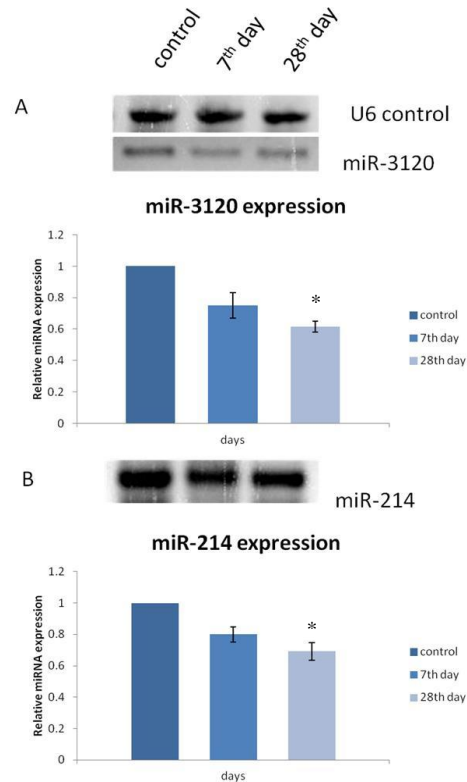 control
7th day
28th day
A
U6 control
miR-3120
miR-3120 expression
1.2
1
0.8
0.6
0.4
0.2
0
Relative miRNA expression
*
control
7th day
28th day
days
B
miR-214
miR-214 expression
1.2
1
0.8
0.6
0.4
0.2
0
Relative miRNA expression
*
control
7th day
28th day
days